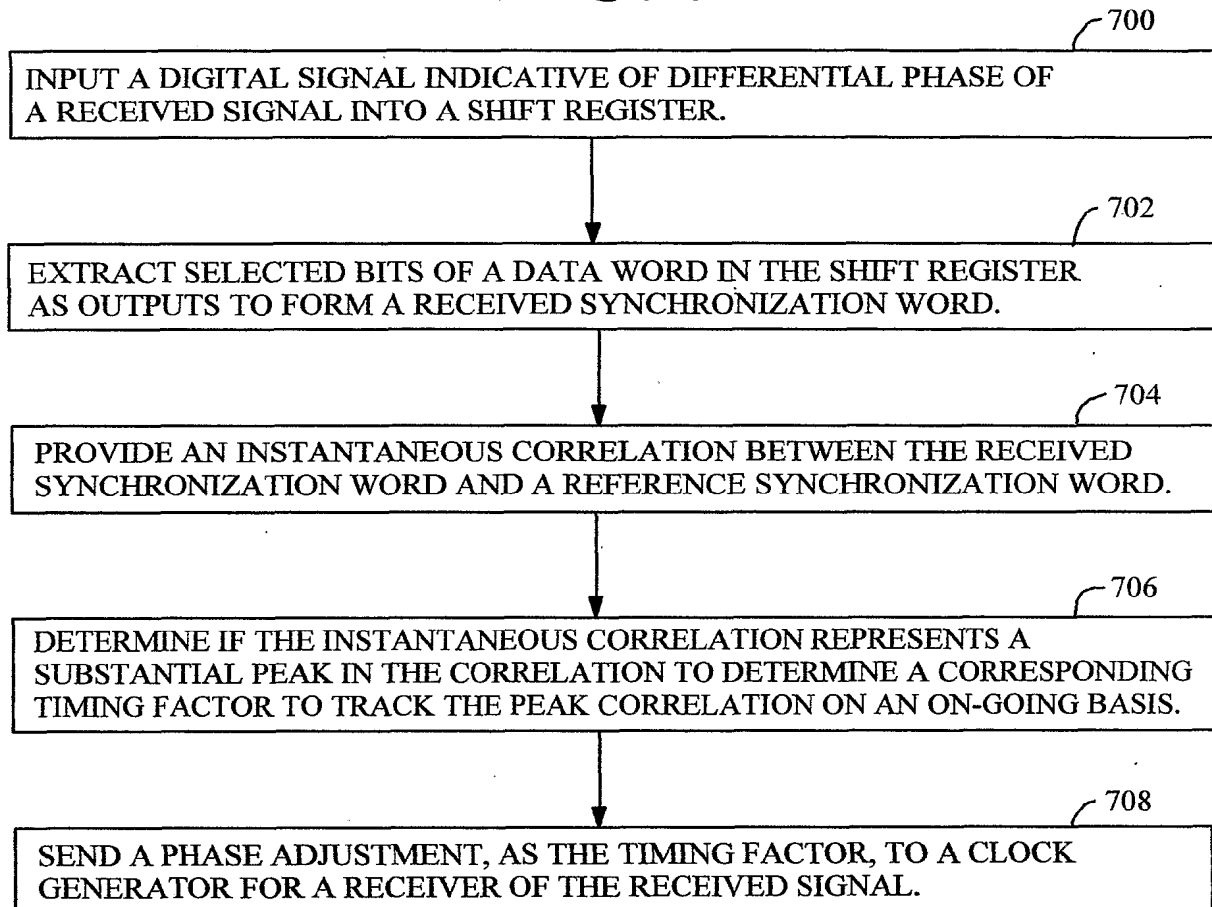 700
INPUT A DIGITAL SIGNAL INDICATIVE OF DIFFERENTIAL PHASE OF
A RECEIVED SIGNAL INTO A SHIFT REGISTER.
702
EXTRACT SELECTED BITS OF A DATA WORD IN THE SHIFT REGISTER
AS OUTPUTS TO FORM A RECEIVED SYNCHRONIZATION WORD.
704
PROVIDE AN INSTANTANEOUS CORRELATION BETWEEN THE RECEIVED
SYNCHRONIZATION WORD AND A REFERENCE SYNCHRONIZATION WORD.
706
DETERMINE IF THE INSTANTANEOUS CORRELATION REPRESENTS A
SUBSTANTIAL PEAK IN THE CORRELATION TO DETERMINE A CORRESPONDING
TIMING FACTOR TO TRACK THE PEAK CORRELATION ON AN ON-GOING BASIS.
708
SEND A PHASE ADJUSTMENT, AS THE TIMING FACTOR, TO A CLOCK
GENERATOR FOR A RECEIVER OF THE RECEIVED SIGNAL.